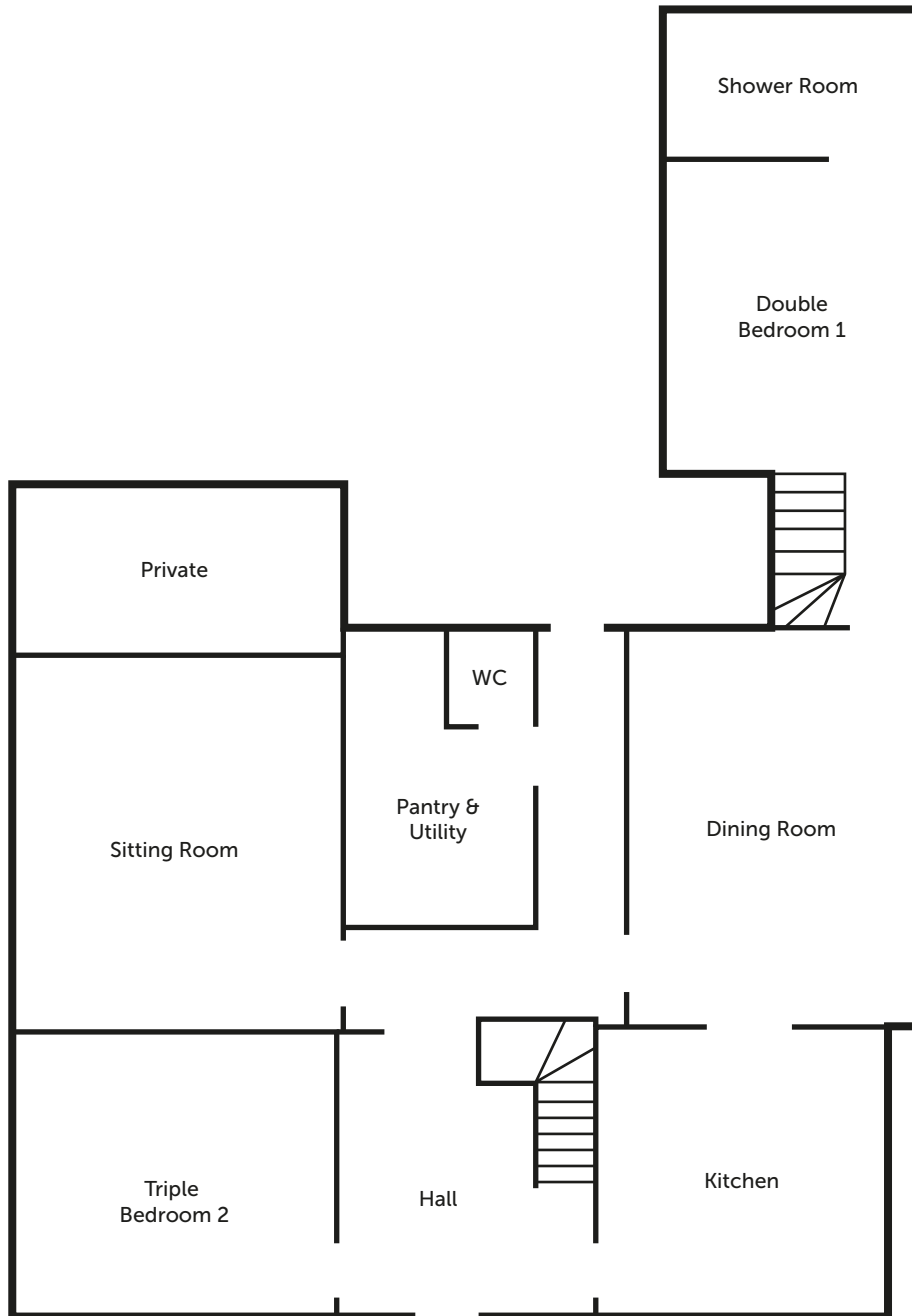 Shower Room
Double
Bedroom 1
Private
WC
Pantry &
Utility
Dining Room
Sitting Room
Triple
Bedroom 2
Hall
Kitchen